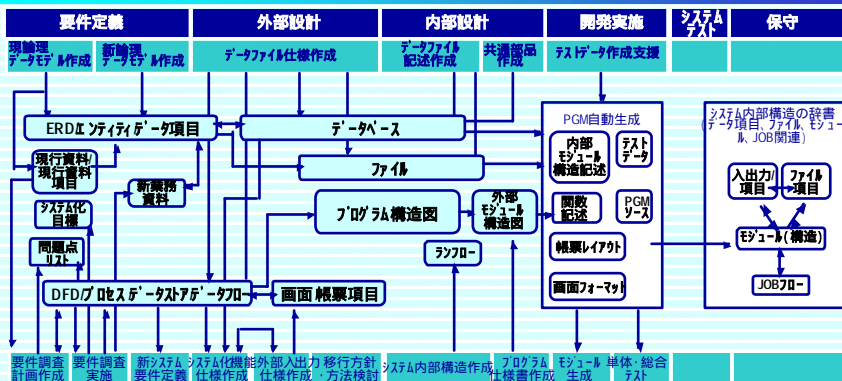 要件定義
外部設計
内部設計
開発実施
システム
テスト
保守
現論理
データモデル作成
新論理
データモデル作成
データファイル仕様作成
データファイル
記述作成
共通部品
作成
テストデータ作成支援
ERD/エンティティデータ項目
データベース
ファイル
現行資料/
現行資料
項目
新業務
資料
システム化
目標
問題点
リスト
プログラム構造図
外部
モジュール
構造図
ランフロー
DFD/プロセスデータストアデータフロー
画面帳票項目
PGM自動生成
内部
モジュール
構造記述
テスト
データ
関数
記述
PGM
ソース
帳票レイアウト
画面フォーマット
システム内部構造の辞書
(データ項目、ファイル、モジュー
ル、JOB関連)
入出力/
項目
ファイル
項目
モジュール(構造)
JOBフロー
要件調査
計画作成
要件調査
実施
新システム
要件定義
システム化機能
仕様作成
外部入出力
仕様作成
移行方針
・方法検討
システム内部構造作成
プログラム
仕様書作成
モジュール
生成
単体・総合
テスト